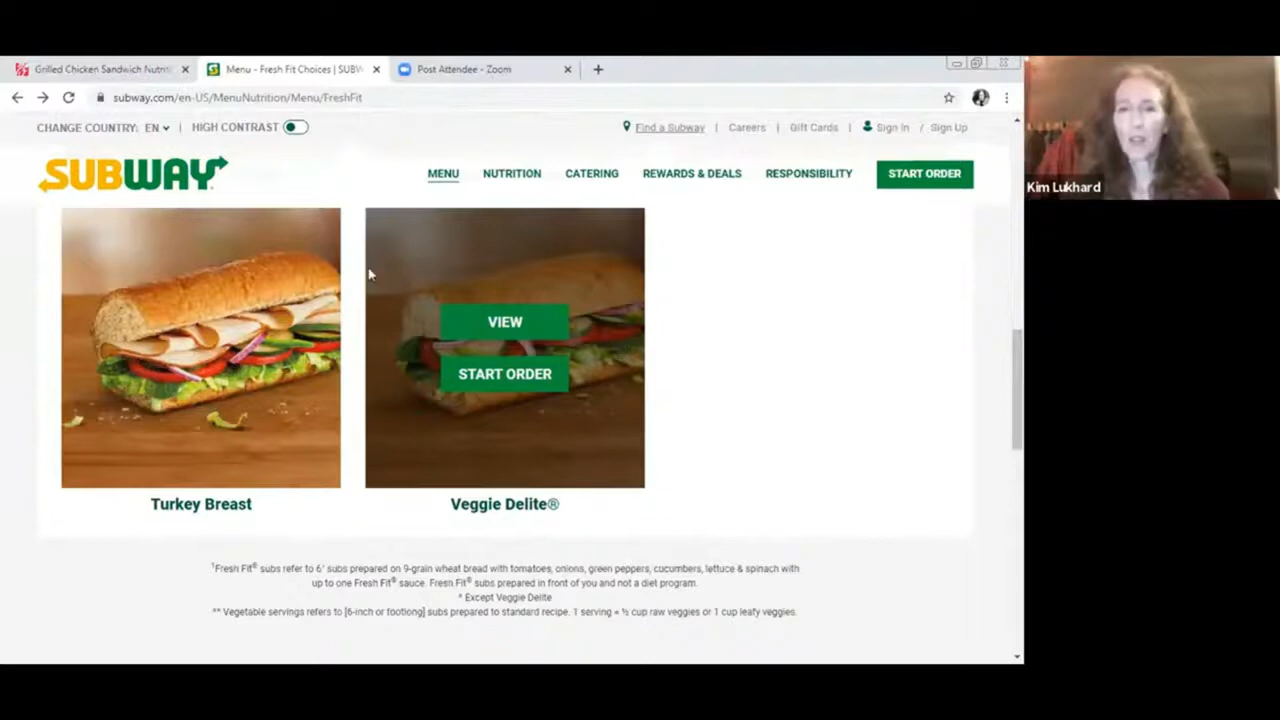 Grilled Chicken Sandwich Nutriti
Menu - Fresh Fit Choices | SUBW
Post Attendee - Zoom
subway.com/en-US/MenuNutrition/Menu/FreshFit
CHANGE COUNTRY: EN | HIGH CONTRAST
Find a Subway | Careers | Gift Cards | Sign In / Sign Up
SUBWAY
MENU NUTRITION CATERING REWARDS & DEALS RESPONSIBILITY START ORDER
Kim Lukhard
VIEW
START ORDER
Turkey Breast
Veggie Delite®
¹Fresh Fit® subs refer to 6" subs prepared on 9-grain wheat bread with tomatoes, onions, green peppers, cucumbers, lettuce & spinach with
up to one Fresh Fit® sauce. Fresh Fit® subs prepared in front of you and not a diet program.
* Except Veggie Delite
** Vegetable servings refers to [6-inch or footlong] subs prepared to standard recipe. 1 serving = ½ cup raw veggies or 1 cup leafy veggies.